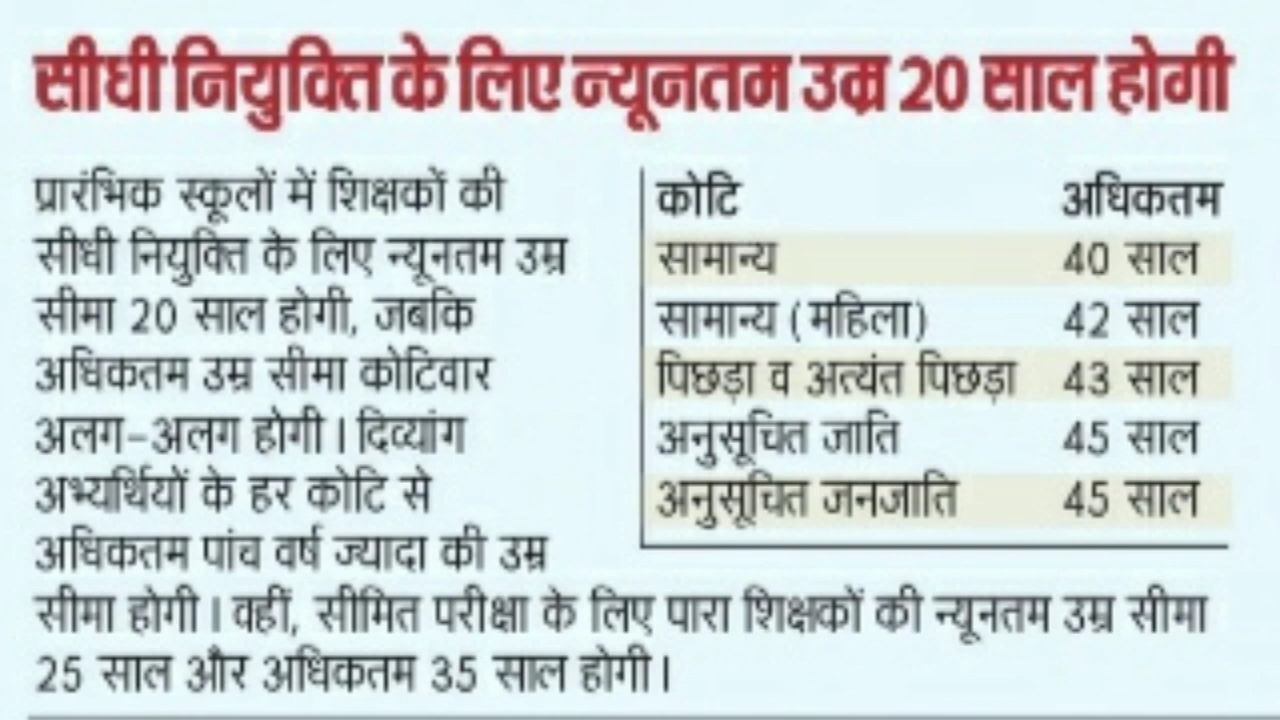 सीधी नियुक्ति के लिए न्यूनतम उम्र 20 साल होगी
प्रारंभिक स्कूलों में शिक्षकों की
सीधी नियुक्ति के लिए न्यूनतम उम्र
सीमा 20 साल होगी, जबकि
अधिकतम उम्र सीमा कोटिवार
अलग-अलग होगी। दिव्यांग
अभ्यर्थियों के हर कोटि से
अधिकतम पांच वर्ष ज्यादा की उम्र
सीमा होगी। वहीं, सीमित परीक्षा के लिए पारा शिक्षकों की न्यूनतम उम्र सीमा
25 साल और अधिकतम 35 साल होगी।
कोटि अधिकतम
सामान्य 40 साल
सामान्य (महिला) 42 साल
पिछड़ा व अत्यंत पिछड़ा 43 साल
अनुसूचित जाति 45 साल
अनुसूचित जनजाति 45 साल